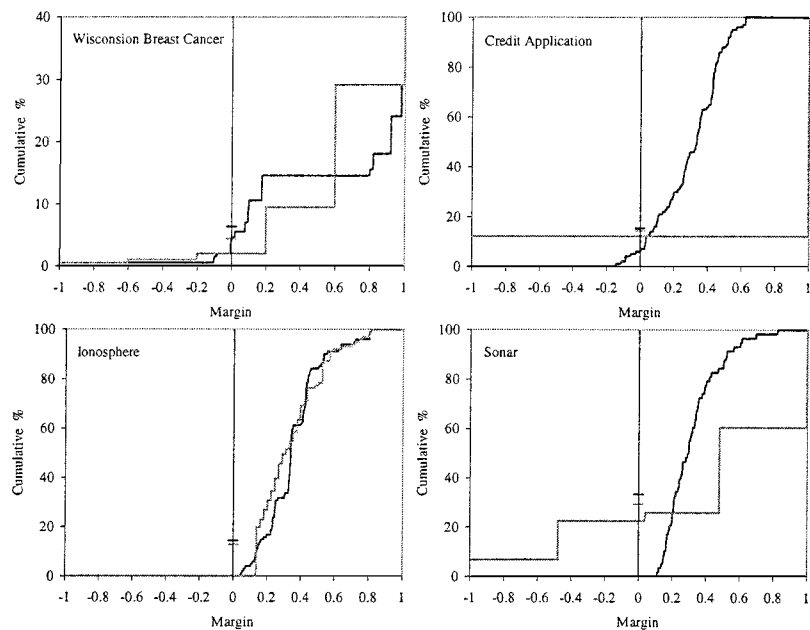 Wisconsion Breast Cancer
Cumulative %
40
30
20
10
0
-1 -0.8 -0.6 -0.4 -0.2 0 0.2 0.4 0.6 0.8 1
Margin
Credit Application
Cumulative %
100
80
60
40
20
0
-1 -0.8 -0.6 -0.4 -0.2 0 0.2 0.4 0.6 0.8 1
Margin
Ionosphere
Cumulative %
100
80
60
40
20
0
-1 -0.8 -0.6 -0.4 -0.2 0 0.2 0.4 0.6 0.8 1
Margin
Sonar
Cumulative %
100
80
60
40
20
0
-1 -0.8 -0.6 -0.4 -0.2 0 0.2 0.4 0.6 0.8 1
Margin